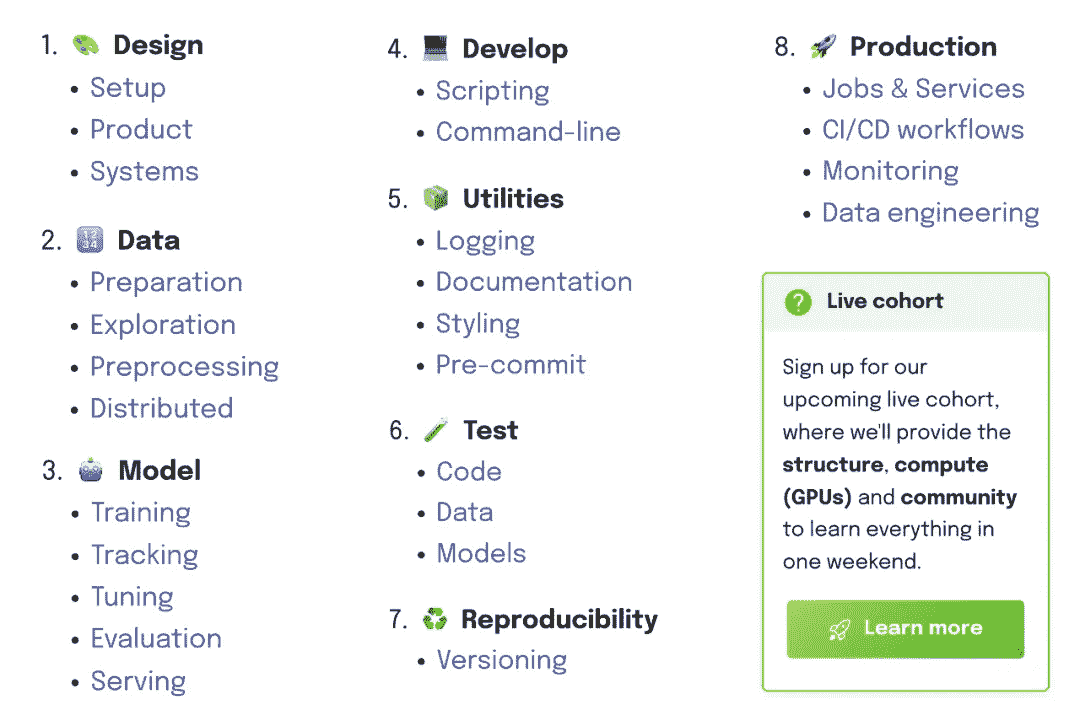 1. Design
• Setup
• Product
• Systems
2. Data
• Preparation
• Exploration
• Preprocessing
• Distributed
3. Model
• Training
• Tracking
• Tuning
• Evaluation
• Serving
4. Develop
• Scripting
• Command-line
5. Utilities
• Logging
• Documentation
• Styling
• Pre-commit
6. Test
• Code
• Data
• Models
7. Reproducibility
• Versioning
8. Production
• Jobs & Services
• CI/CD workflows
• Monitoring
• Data engineering
Live cohort
Sign up for our
upcoming live cohort,
where we'll provide the
structure, compute
(GPUs) and community
to learn everything in
one weekend.
Learn more